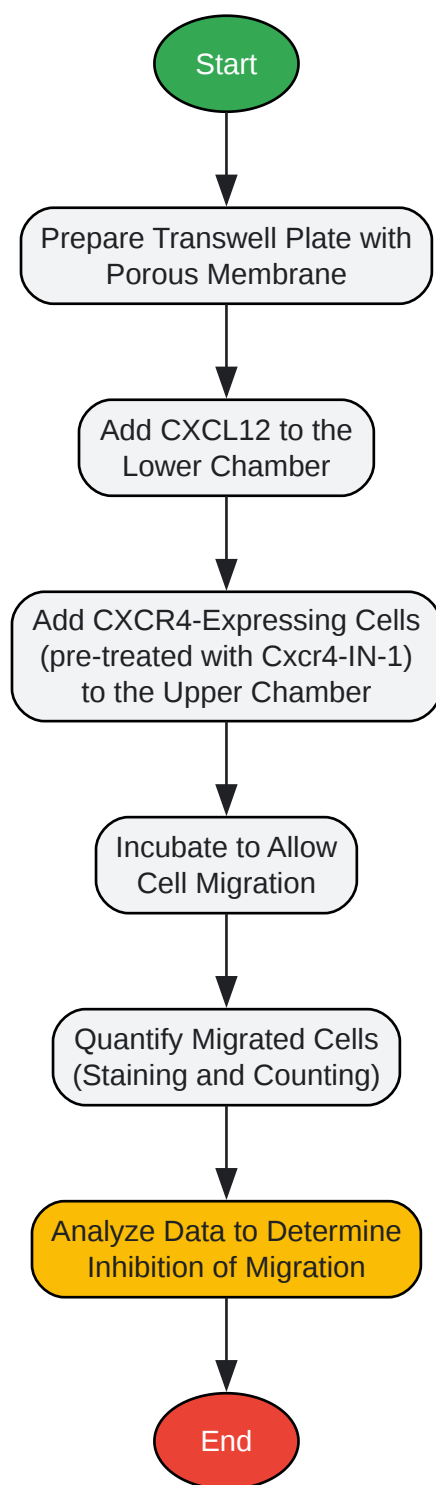 Start
Prepare Transwell Plate with
Porous Membrane
Add CXCL12 to the
Lower Chamber
Add CXCR4-Expressing Cells
(pre-treated with Cxcr4-IN-1)
to the Upper Chamber
Incubate to Allow
Cell Migration
Quantify Migrated Cells
(Staining and Counting)
Analyze Data to Determine
Inhibition of Migration
End